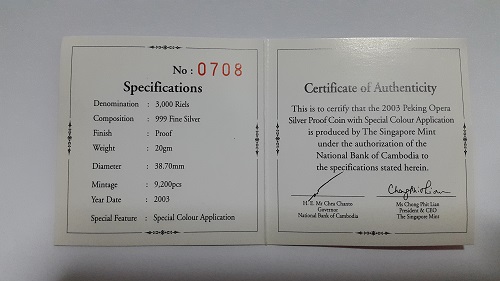 No : 0708
Specifications
Denomination : 3,000 Riels
Composition : 999 Fine Silver
Finish : Proof
Weight : 20gm
Diameter : 38.70mm
Mintage : 9,200pcs
Year Date : 2003
Special Feature : Special Colour Application
Certificate of Authenticity
This is to certify that the 2003 Peking Opera
Silver Proof Coin with Special Colour Application
is produced by The Singapore Mint
under the authorization of the
National Bank of Cambodia to
the specifications stated herein.
H. E. Mr Chea Chanto
Governor
National Bank of Cambodia
Ms Chong Phit Lian
President & CEO
The Singapore Mint